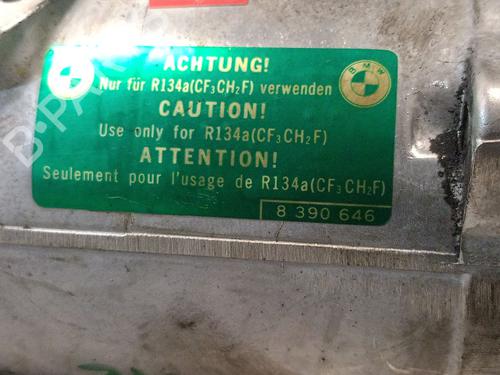 ACHTUNG!
Nur für R134a(CF₃CH₂F) verwenden
CAUTION!
Use only for R134a(CF₃CH₂F)
ATTENTION!
Seulement pour l'usage de R134a(CF₃CH₂F)
8 390 646
BMW